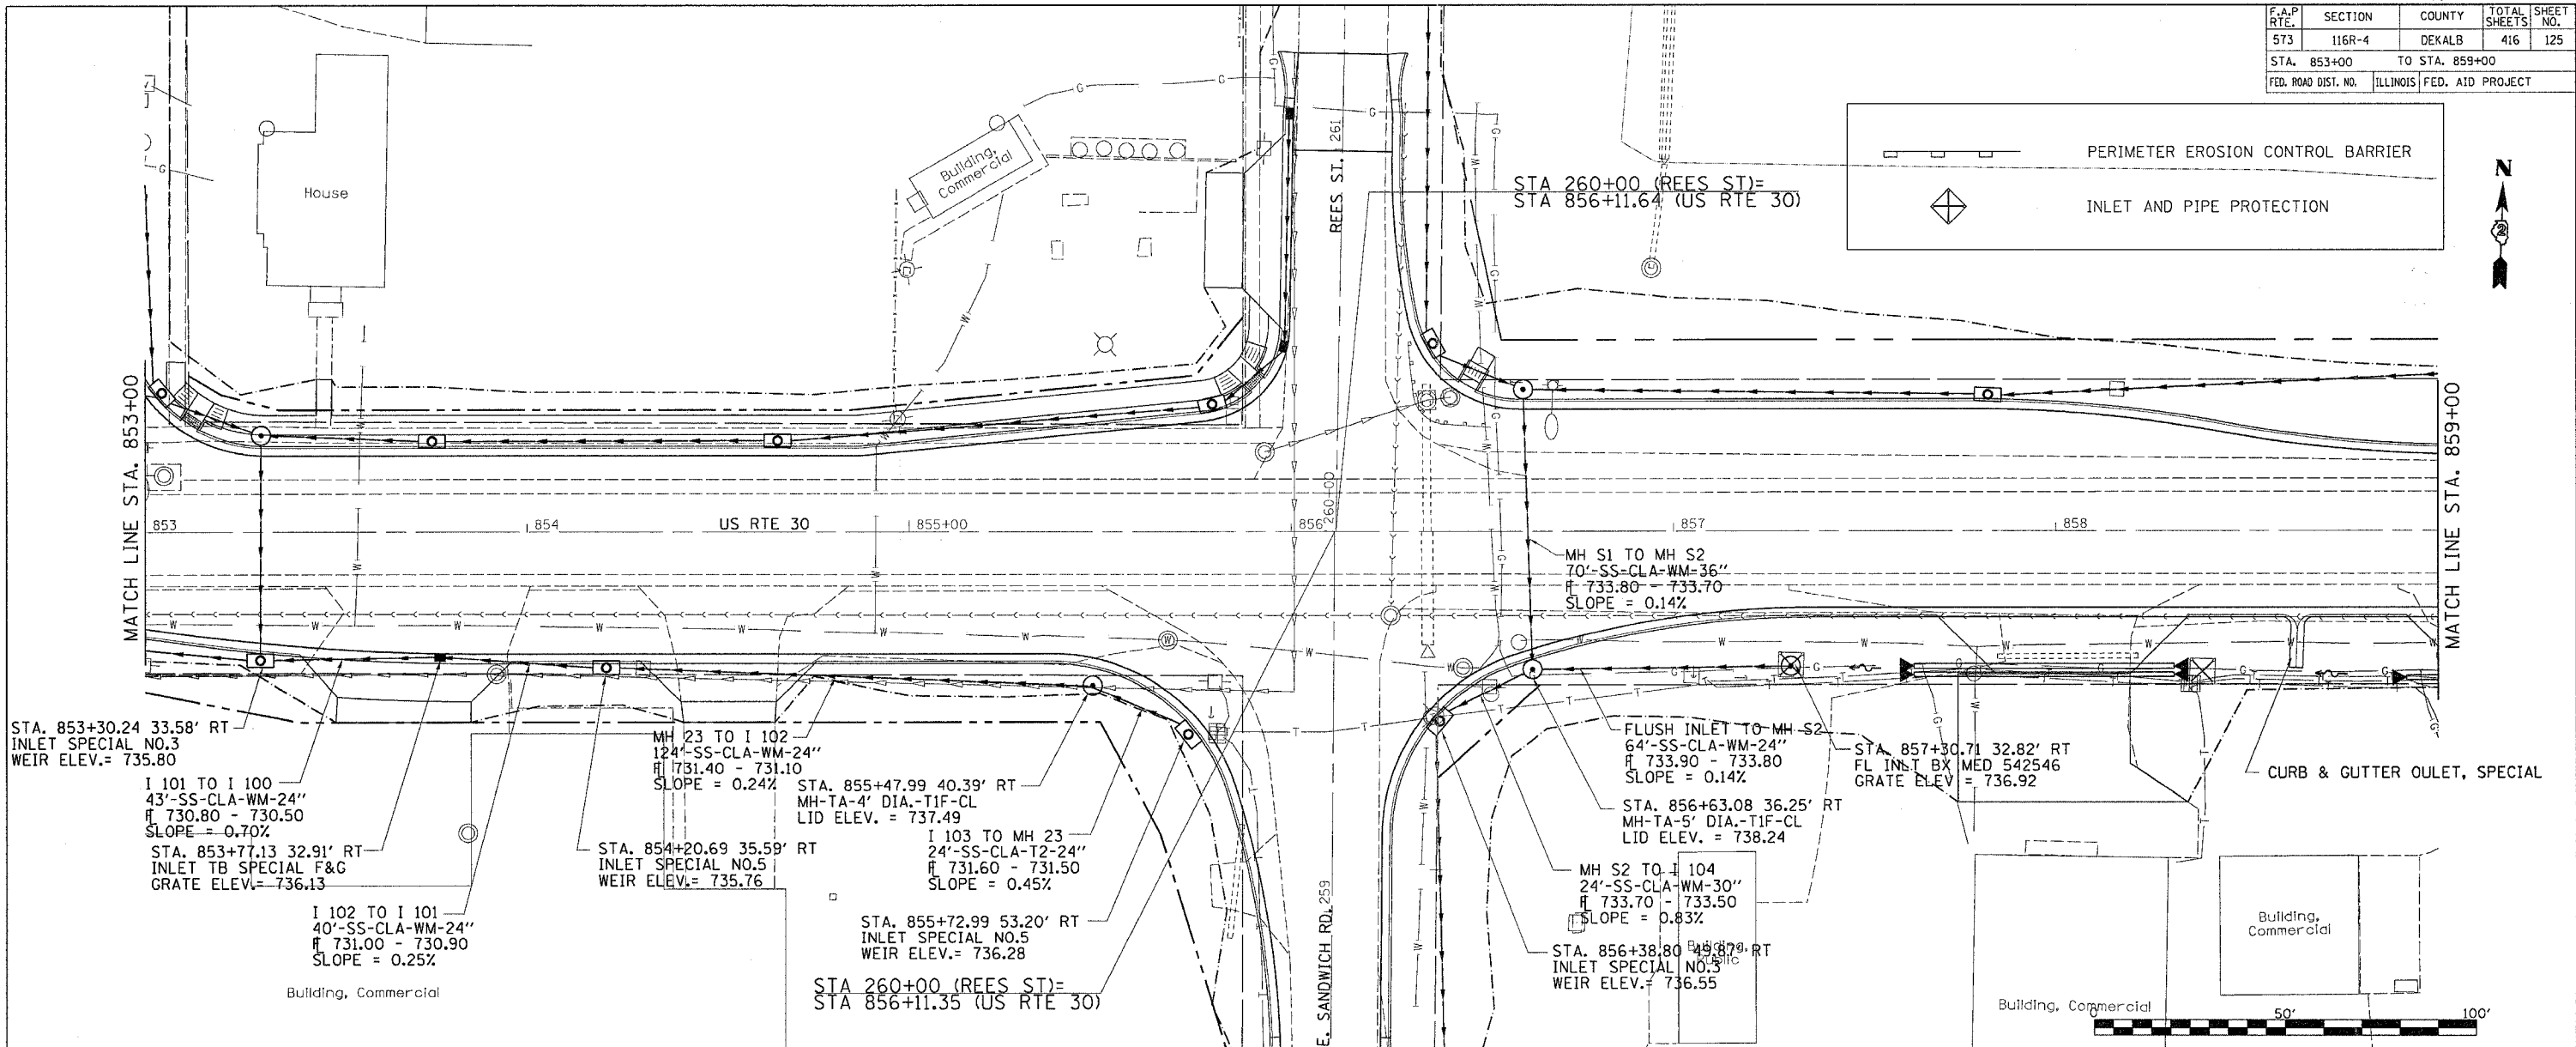 F.A.P RTE. SECTION COUNTY TOTAL SHEETS SHEET NO.
573 116R-4 DEKALB 416 125
STA. 853+00 TO STA. 859+00
FED. ROAD DIST. NO. ILLINOIS FED. AID PROJECT
PERIMETER EROSION CONTROL BARRIER
INLET AND PIPE PROTECTION
N
House
Building, Commercial
REES ST. 261
STA 260+00 (REES ST)=
STA 856+11.64 (US RTE 30)
MATCH LINE STA. 853+00
MATCH LINE STA. 859+00
853
854
US RTE 30
855+00
856
260+00
857
858
MH S1 TO MH S2
70'-SS-CLA-WM-36"
733.80 - 733.70
SLOPE = 0.14%
STA. 853+30.24 33.58' RT
INLET SPECIAL NO.3
WEIR ELEV.= 735.80
I 101 TO I 100
43'-SS-CLA-WM-24"
730.80 - 730.50
SLOPE = 0.70%
STA. 853+77.13 32.91' RT
INLET TB SPECIAL F&G
GRATE ELEV.= 736.13
I 102 TO I 101
40'-SS-CLA-WM-24"
731.00 - 730.90
SLOPE = 0.25%
Building, Commercial
MH 23 TO I 102
124'-SS-CLA-WM-24"
731.40 - 731.10
SLOPE = 0.24%
STA. 854+20.69 35.59' RT
INLET SPECIAL NO.5
WEIR ELEV.= 735.76
STA. 855+47.99 40.39' RT
MH-TA-4' DIA.-T1F-CL
LID ELEV. = 737.49
I 103 TO MH 23
24'-SS-CLA-T2-24"
731.60 - 731.50
SLOPE = 0.45%
STA. 855+72.99 53.20' RT
INLET SPECIAL NO.5
WEIR ELEV.= 736.28
STA 260+00 (REES ST)=
STA 856+11.35 (US RTE 30)
E. SANDWICH RD. 259
FLUSH INLET TO MH S2
64'-SS-CLA-WM-24"
733.90 - 733.80
SLOPE = 0.14%
STA. 857+30.71 32.82' RT
FL INLT BX MED 542546
GRATE ELEV = 736.92
CURB & GUTTER OULET, SPECIAL
STA. 856+63.08 36.25' RT
MH-TA-5' DIA.-T1F-CL
LID ELEV. = 738.24
MH S2 TO I 104
24'-SS-CLA-WM-30"
733.70 - 733.50
SLOPE = 0.83%
STA. 856+38.80 49.87' RT
INLET SPECIAL NO.3
WEIR ELEV.= 736.55
Building, Public
Building, Commercial
Building, Commercial
0 50' 100'